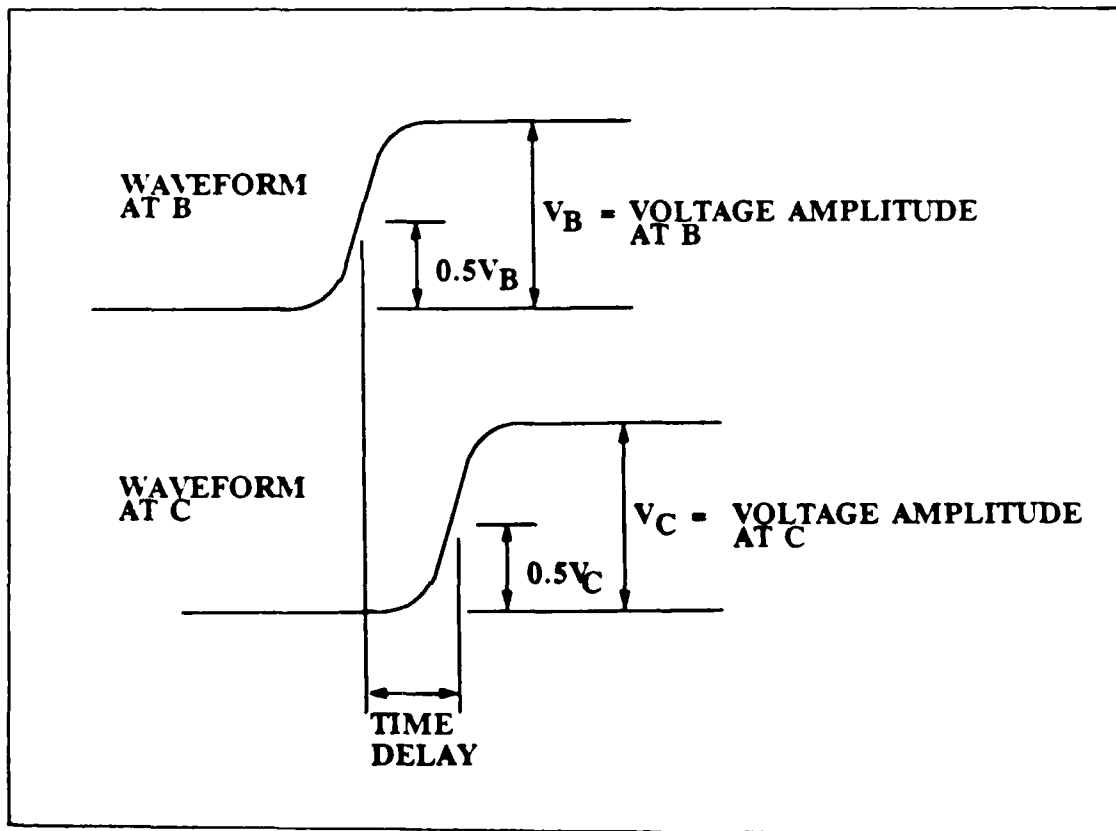 WAVEFORM
AT B
V_B = VOLTAGE AMPLITUDE
AT B
0.5V_B
WAVEFORM
AT C
V_C = VOLTAGE AMPLITUDE
AT C
0.5V_C
TIME
DELAY